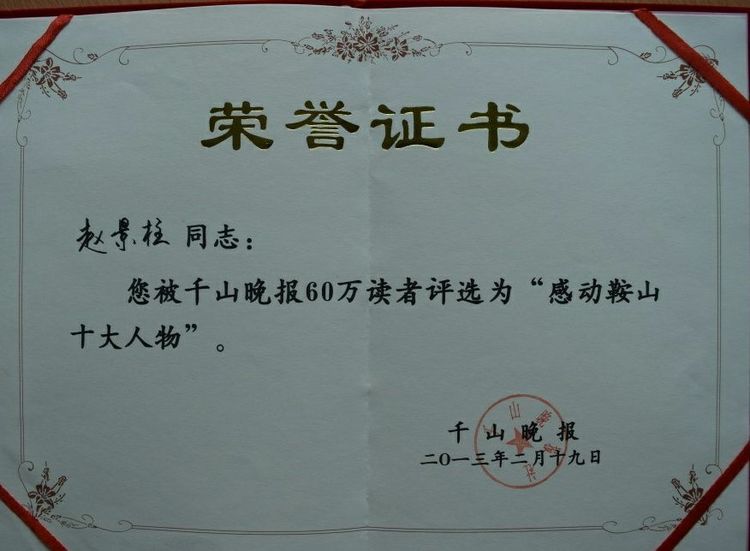 荣誉证书
赵景柱 同志：
您被千山晚报60万读者评选为“感动鞍山
十大人物”。
千山晚报
二〇一三年二月十九日